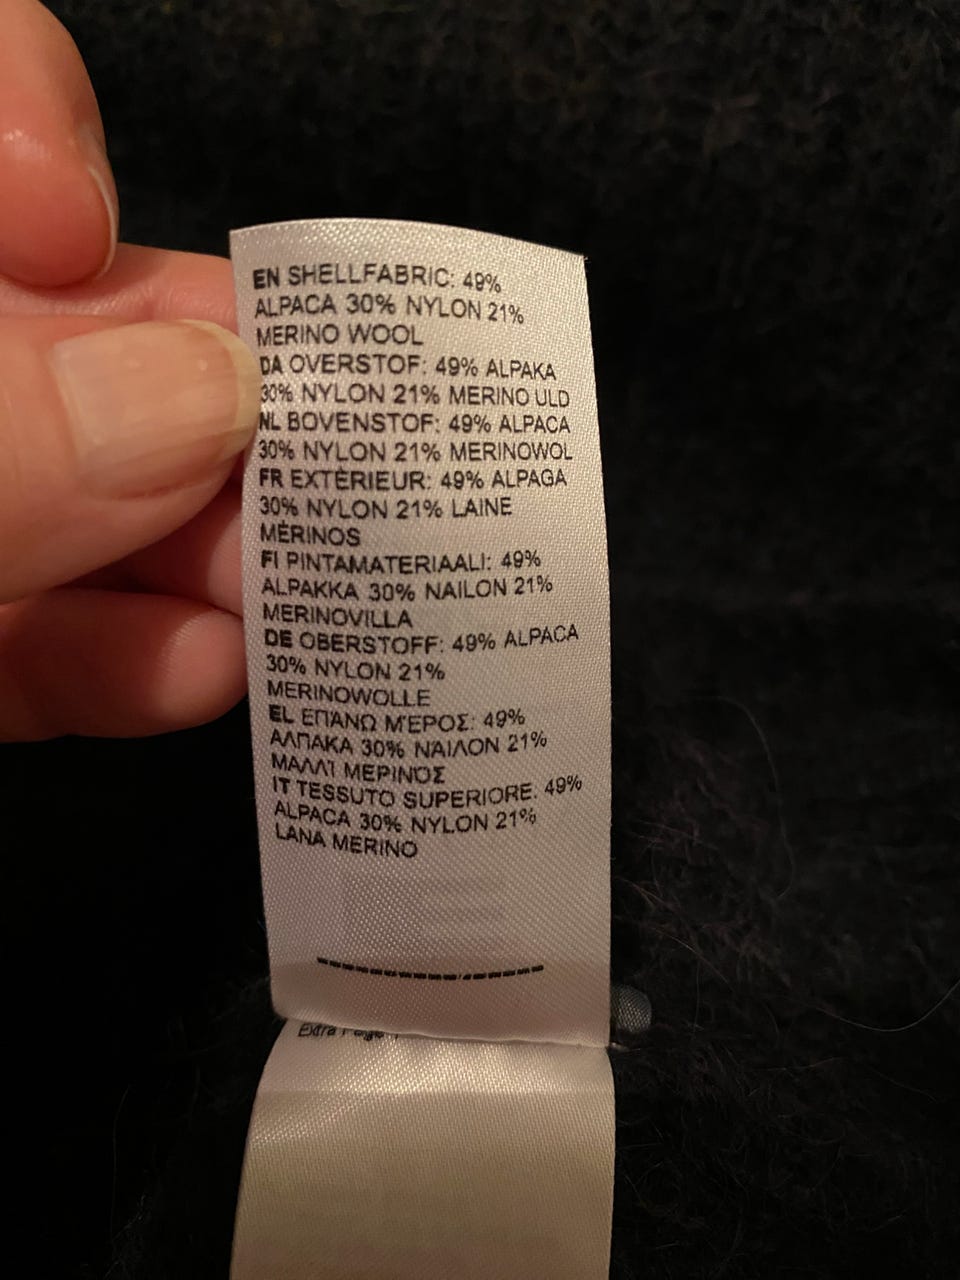 EN SHELLFABRIC: 49%
ALPACA 30% NYLON 21%
MERINO WOOL
DA OVERSTOF: 49% ALPAKA
30% NYLON 21% MERINO ULD
NL BOVENSTOF: 49% ALPACA
30% NYLON 21% MERINOWOL
FR EXTÉRIEUR: 49% ALPAGA
30% NYLON 21% LAINE
MÉRINOS
FI PINTAMATERIAALI: 49%
ALPAKKA 30% NAILON 21%
MERINOVILLA
DE OBERSTOFF: 49% ALPACA
30% NYLON 21%
MERINOWOLLE
EL ΕΠΆΝΩ ΜΈΡΟΣ: 49%
ΑΛΠΑΚΑ 30% ΝΆΙΛΟΝ 21%
ΜΑΛΛΊ ΜΕΡΙΝΌΣ
IT TESSUTO SUPERIORE: 49%
ALPACA 30% NYLON 21%
LANA MERINO
Extra